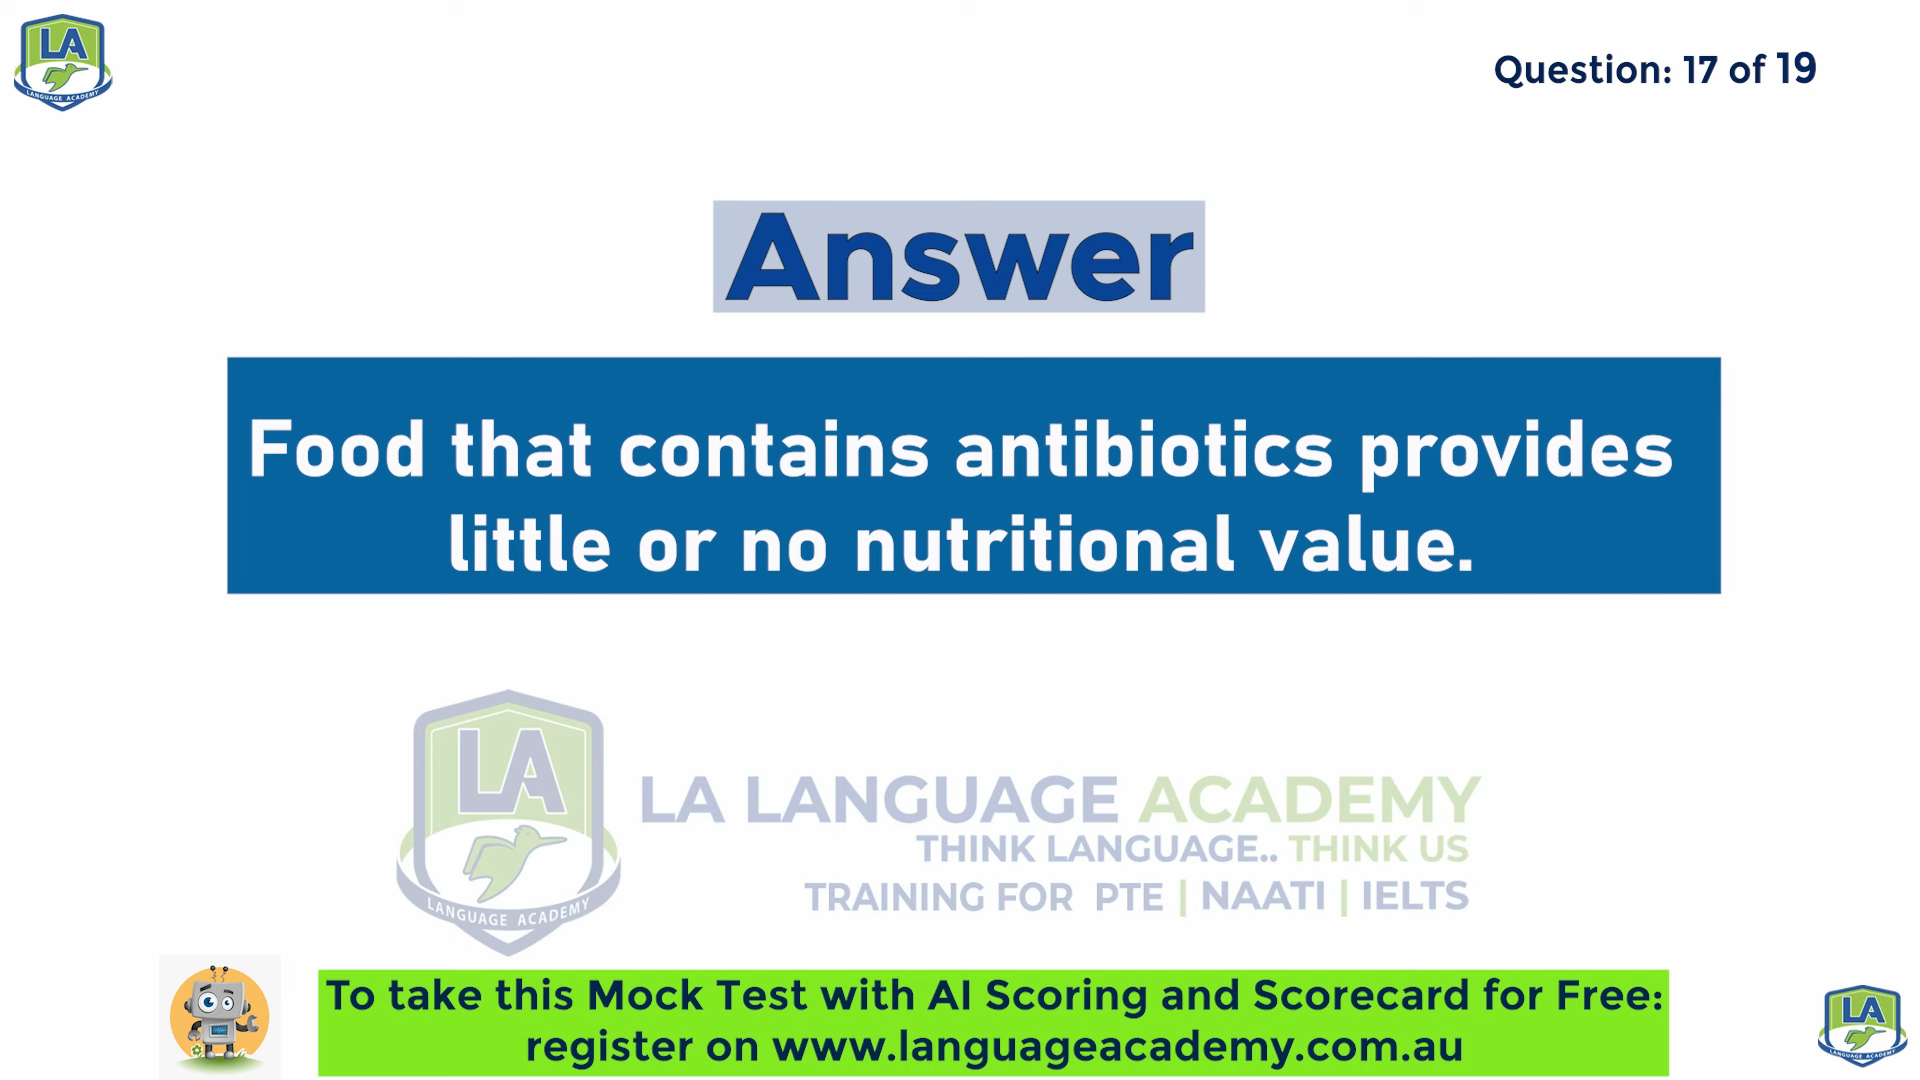 LA
LANGUAGE ACADEMY
Question: 17 of 19
Answer
Food that contains antibiotics provides
little or no nutritional value.
LA
LANGUAGE ACADEMY
LA LANGUAGE ACADEMY
THINK LANGUAGE.. THINK US
TRAINING FOR PTE | NAATI | IELTS
To take this Mock Test with AI Scoring and Scorecard for Free:
register on www.languageacademy.com.au
LA
LANGUAGE ACADEMY